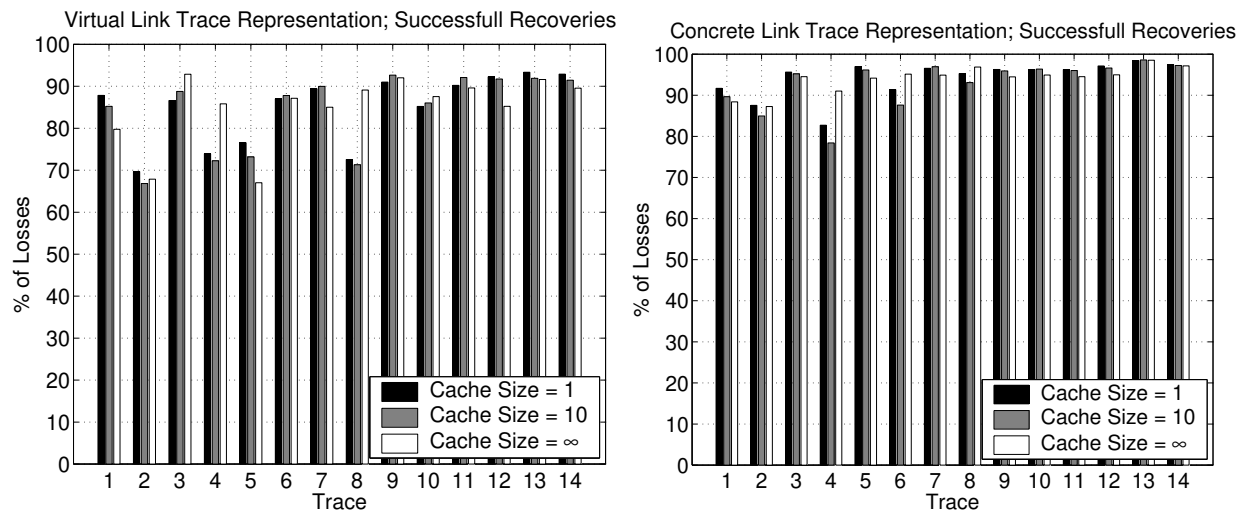 Virtual Link Trace Representation; Successfull Recoveries
100
90
80
70
60
50
40
30
20
10
0
% of Losses
Cache Size = 1
Cache Size = 10
Cache Size = ∞
1 2 3 4 5 6 7 8 9 10 11 12 13 14
Trace
Concrete Link Trace Representation; Successfull Recoveries
100
90
80
70
60
50
40
30
20
10
0
% of Losses
Cache Size = 1
Cache Size = 10
Cache Size = ∞
1 2 3 4 5 6 7 8 9 10 11 12 13 14
Trace